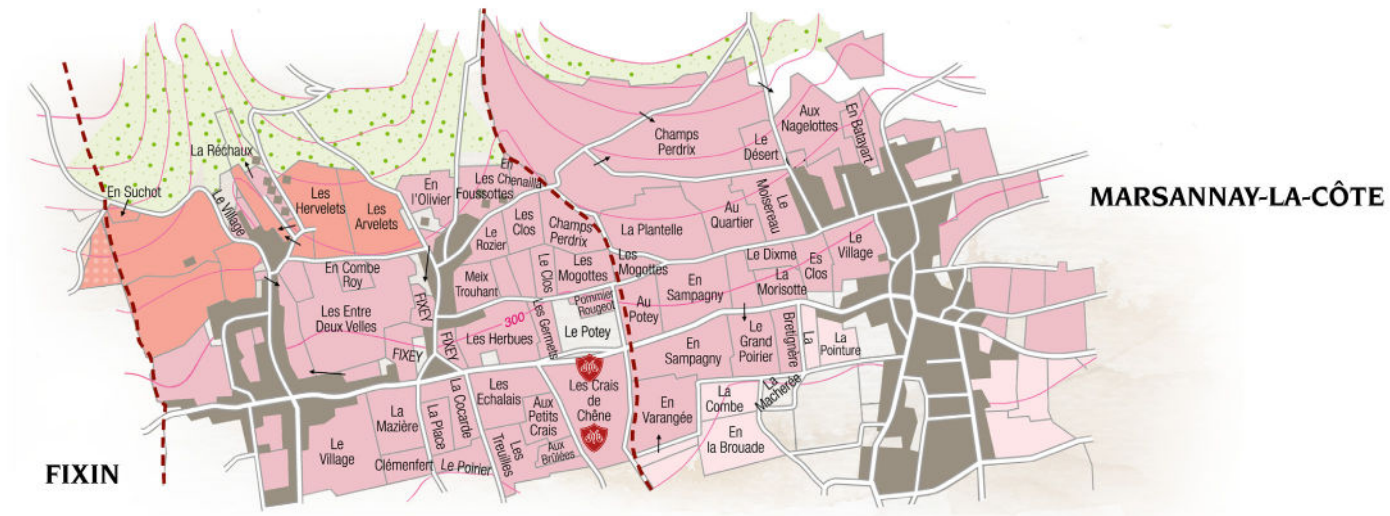 La Réchaux
En Suchot
Le Village
Les
Hervelets
Les
Arvelets
En
l'Olivier
En
Les Chenailla
Foussottes
Champs
Perdrix
Le
Désert
Aux
Nagelottes
En Batayart
MARSANNAY-LA-CÔTE
Le
Rozier
Les
Clos
Champs
Perdrix
La Plantelle
Au
Quartier
Le
Moisereau
Le
Village
En Combe
Roy
Meix
Trouhant
Le Clos
Les
Mogottes
Les
Mogottes
En
Sampagny
Le Dixme
La
Morisotte
Es
Clos
Les Entre
Deux Velles
FIXEY
FIXEY
FIXEY
300
Les Herbues
Les Germets
Pommier
Rougeot
Le Potey
Au
Potey
En
Sampagny
Le
Grand
Poirier
Bretignère
La
La
Pointure
La
Macherée
Le
Village
La
Mazière
La Place
La Cocarde
Les
Echalais
Aux
Petits
Crais
Les Crais
de
Chêne
En
Varangée
La
Combe
En
la Brouade
Clémenfert
Le Poirier
Les
Treuilles
Aux
Brûlées
FIXIN